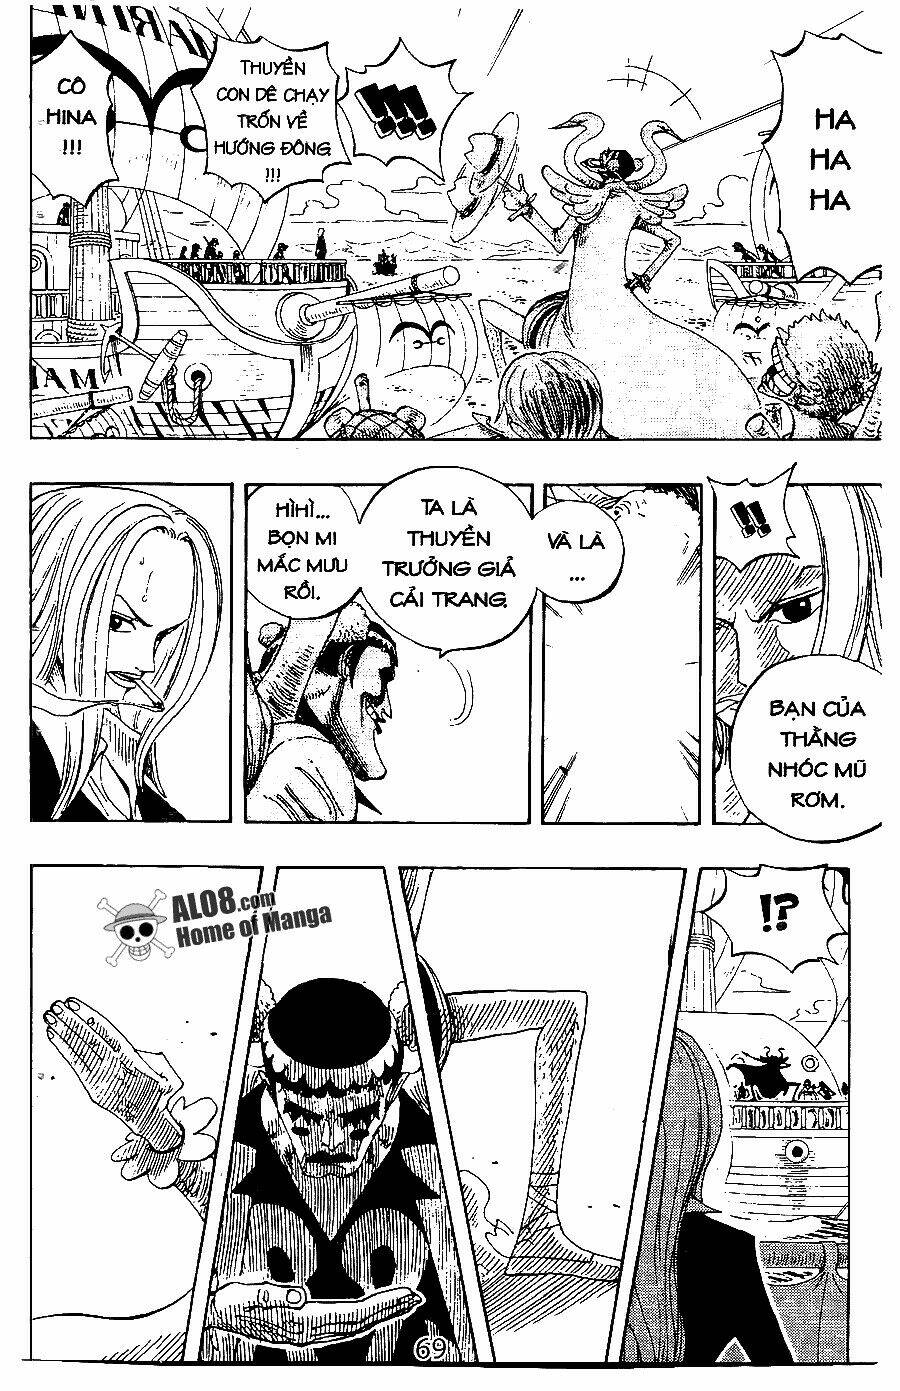 HA
HA
HA
!!!!
THUYỀN
CON DÊ CHẠY
TRỐN VỀ
HƯỚNG ĐÔNG.
!!!
CÔ
HINA
!!!
MARIN
MAR
!!
BẠN CỦA
THẰNG
NHÓC MŨ
RƠM.
VÀ LÀ
...
TA LÀ
THUYỀN
TRƯỞNG GIẢ
CẢI TRANG.
HÌHÌ...
BỌN MI
MẮC MƯU
RỒI.
!?
ALO8.com
Home of Manga
69